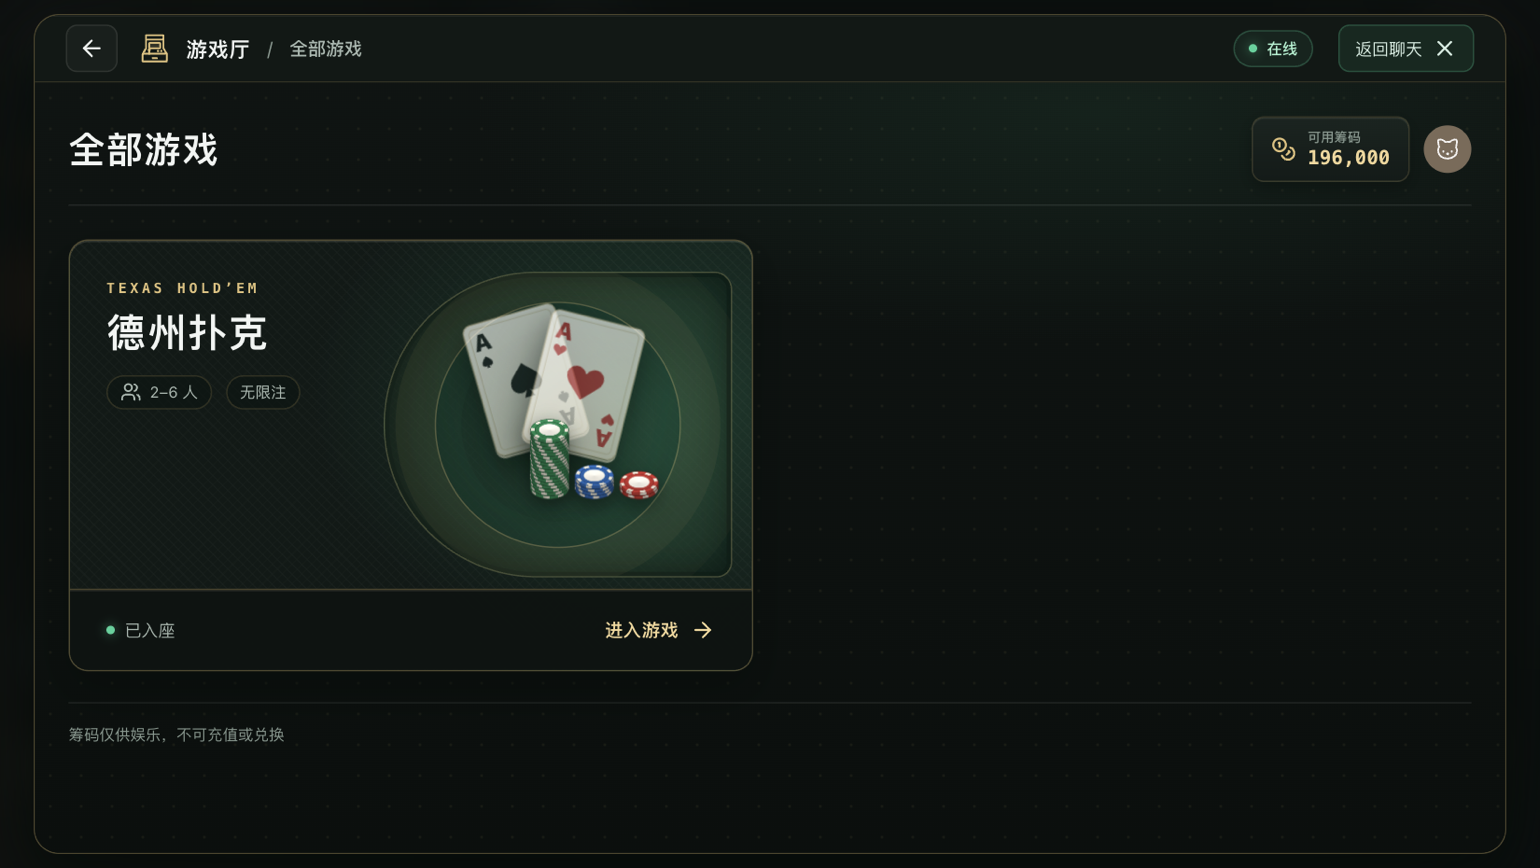 游戏厅 / 全部游戏
在线
返回聊天
全部游戏
可用筹码
196,000
TEXAS HOLD’EM
德州扑克
2–6 人
无限注
A
A
A
A
已入座
进入游戏
筹码仅供娱乐，不可充值或兑换